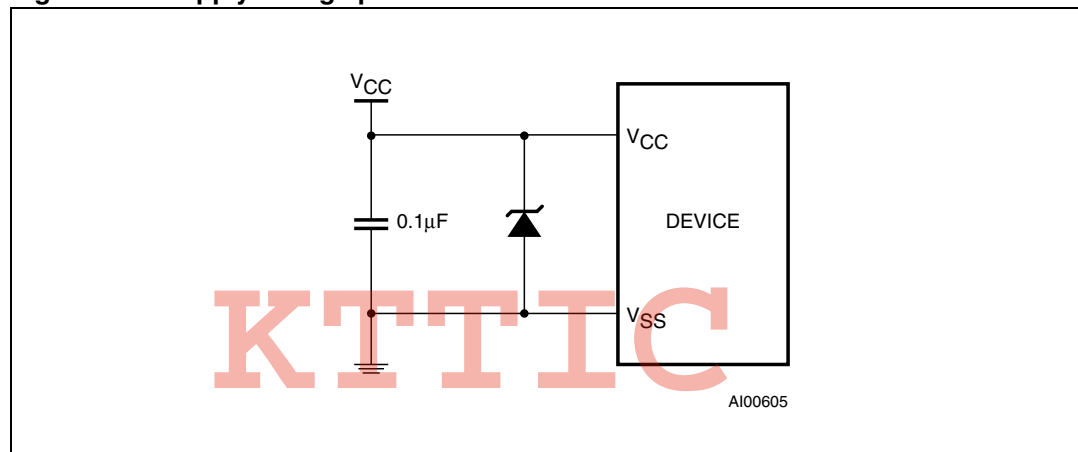 VCC
VCC
0.1μF
DEVICE
VSS
KTTIC
AI00605